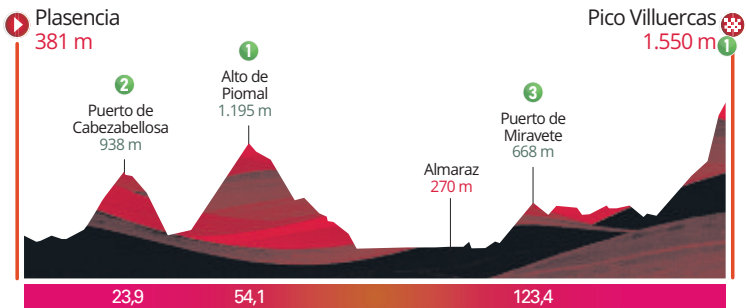 Plasencia
381 m
Pico Villuercas
1.550 m
1
1
Alto de
Piomal
1.195 m
2
Puerto de
Cabezabellosa
938 m
3
Puerto de
Miravete
668 m
Almaraz
270 m
23,9
54,1
123,4